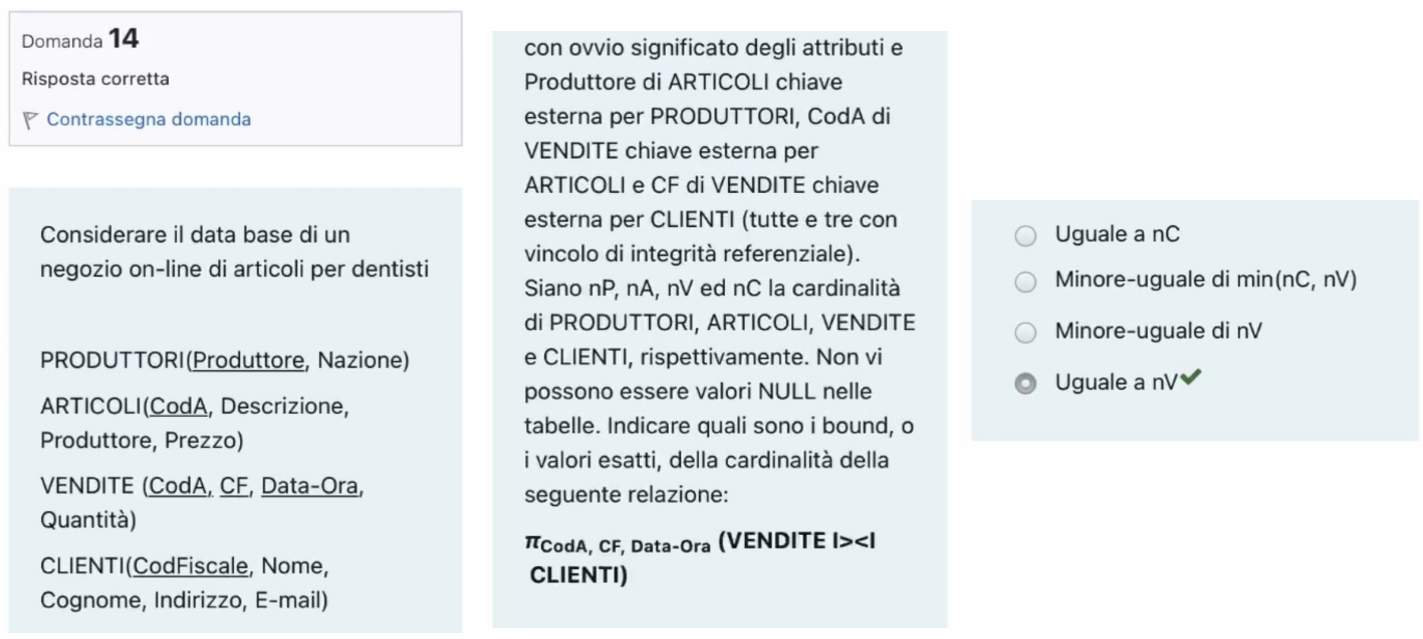 Domanda 14
Risposta corretta
Contrassegna domanda
Considerare il data base di un
negozio on-line di articoli per dentisti
PRODUTTORI(Produttore, Nazione)
ARTICOLI(CodA, Descrizione,
Produttore, Prezzo)
VENDITE (CodA, CF, Data-Ora,
Quantità)
CLIENTI(CodFiscale, Nome,
Cognome, Indirizzo, E-mail)
con ovvio significato degli attributi e
Produttore di ARTICOLI chiave
esterna per PRODUTTORI, CodA di
VENDITE chiave esterna per
ARTICOLI e CF di VENDITE chiave
esterna per CLIENTI (tutte e tre con
vincolo di integrità referenziale).
Siano nP, nA, nV ed nC la cardinalità
di PRODUTTORI, ARTICOLI, VENDITE
e CLIENTI, rispettivamente. Non vi
possono essere valori NULL nelle
tabelle. Indicare quali sono i bound, o
i valori esatti, della cardinalità della
seguente relazione:
πCodA, CF, Data-Ora (VENDITE I><I
CLIENTI)
Uguale a nC
Minore-uguale di min(nC, nV)
Minore-uguale di nV
Uguale a nV